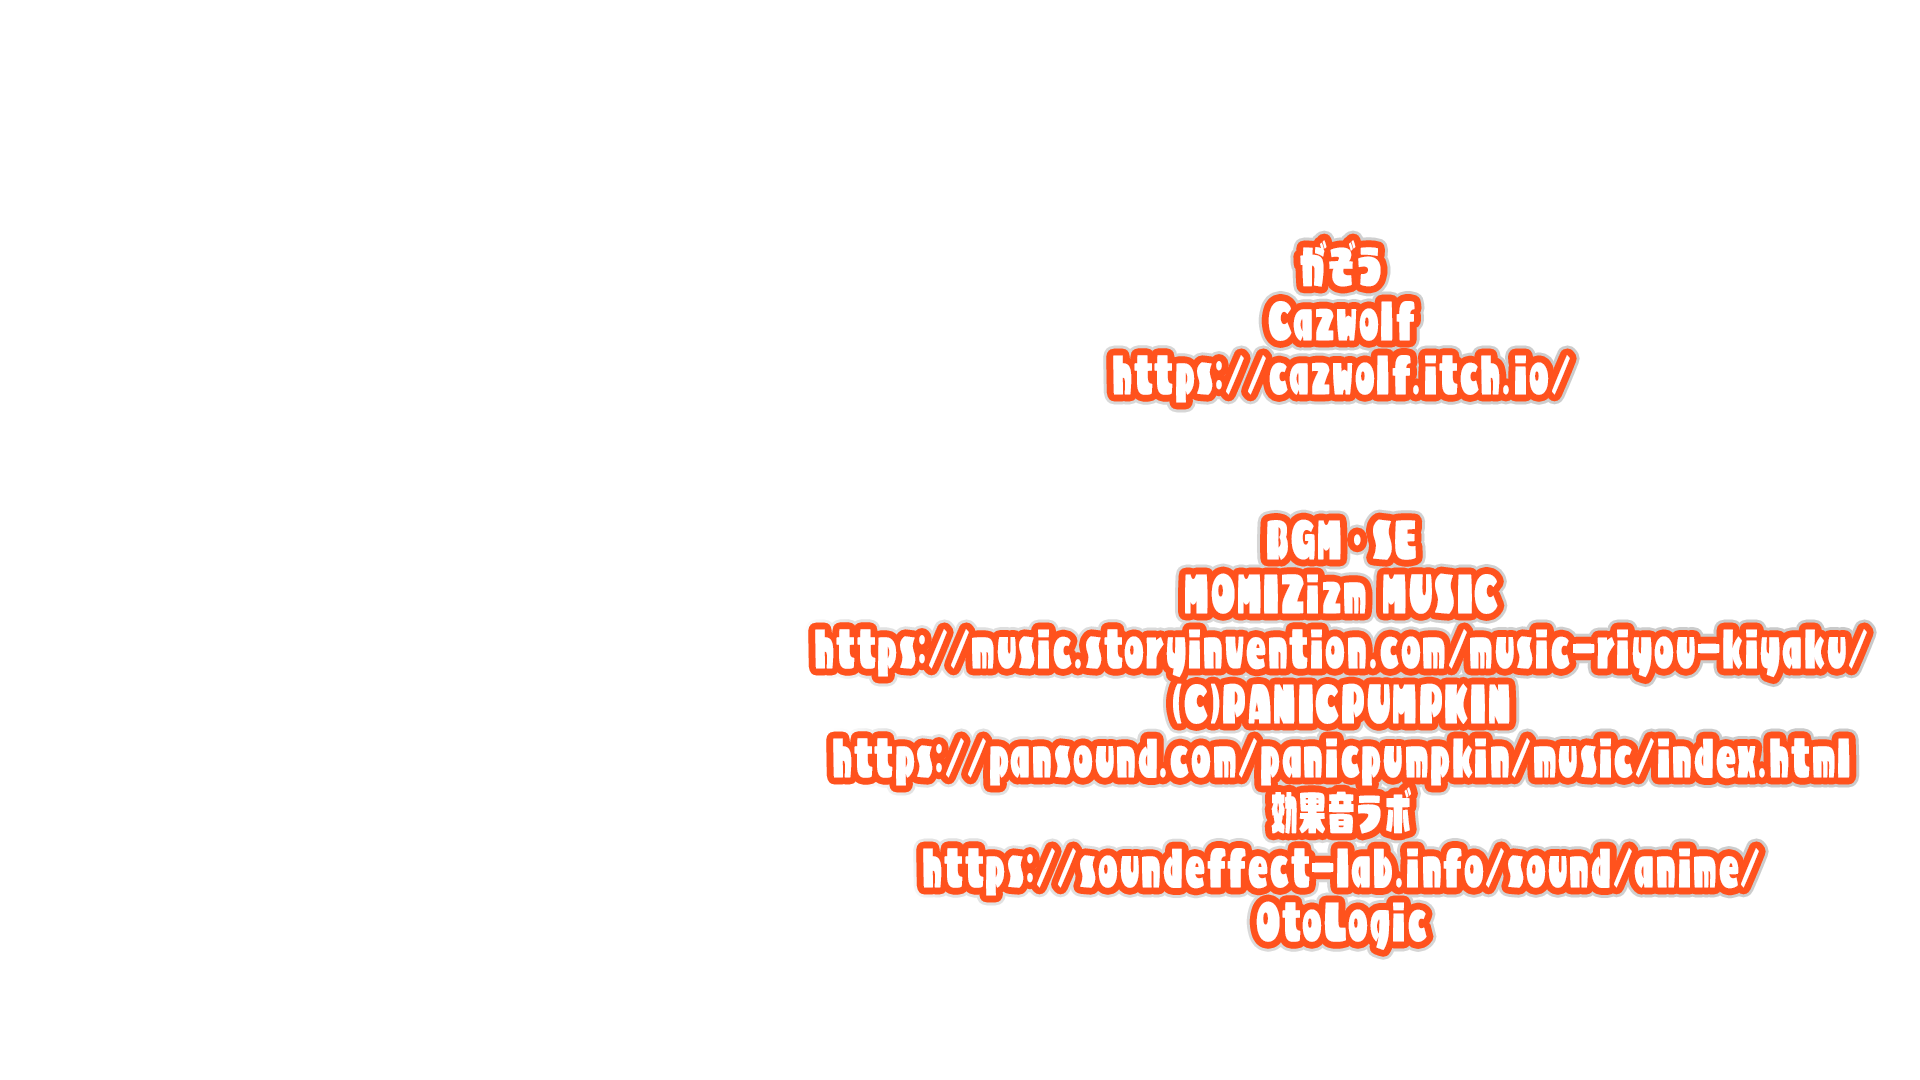 がぞう
Cazwolf
https://cazwolf.itch.io/
BGM・SE
MOMIZizm MUSIC
https://music.storyinvention.com/music-riyou-kiyaku/
(C)PANICPUMPKIN
https://pansound.com/panicpumpkin/music/index.html
効果音ラボ
https://soundeffect-lab.info/sound/anime/
OtoLogic